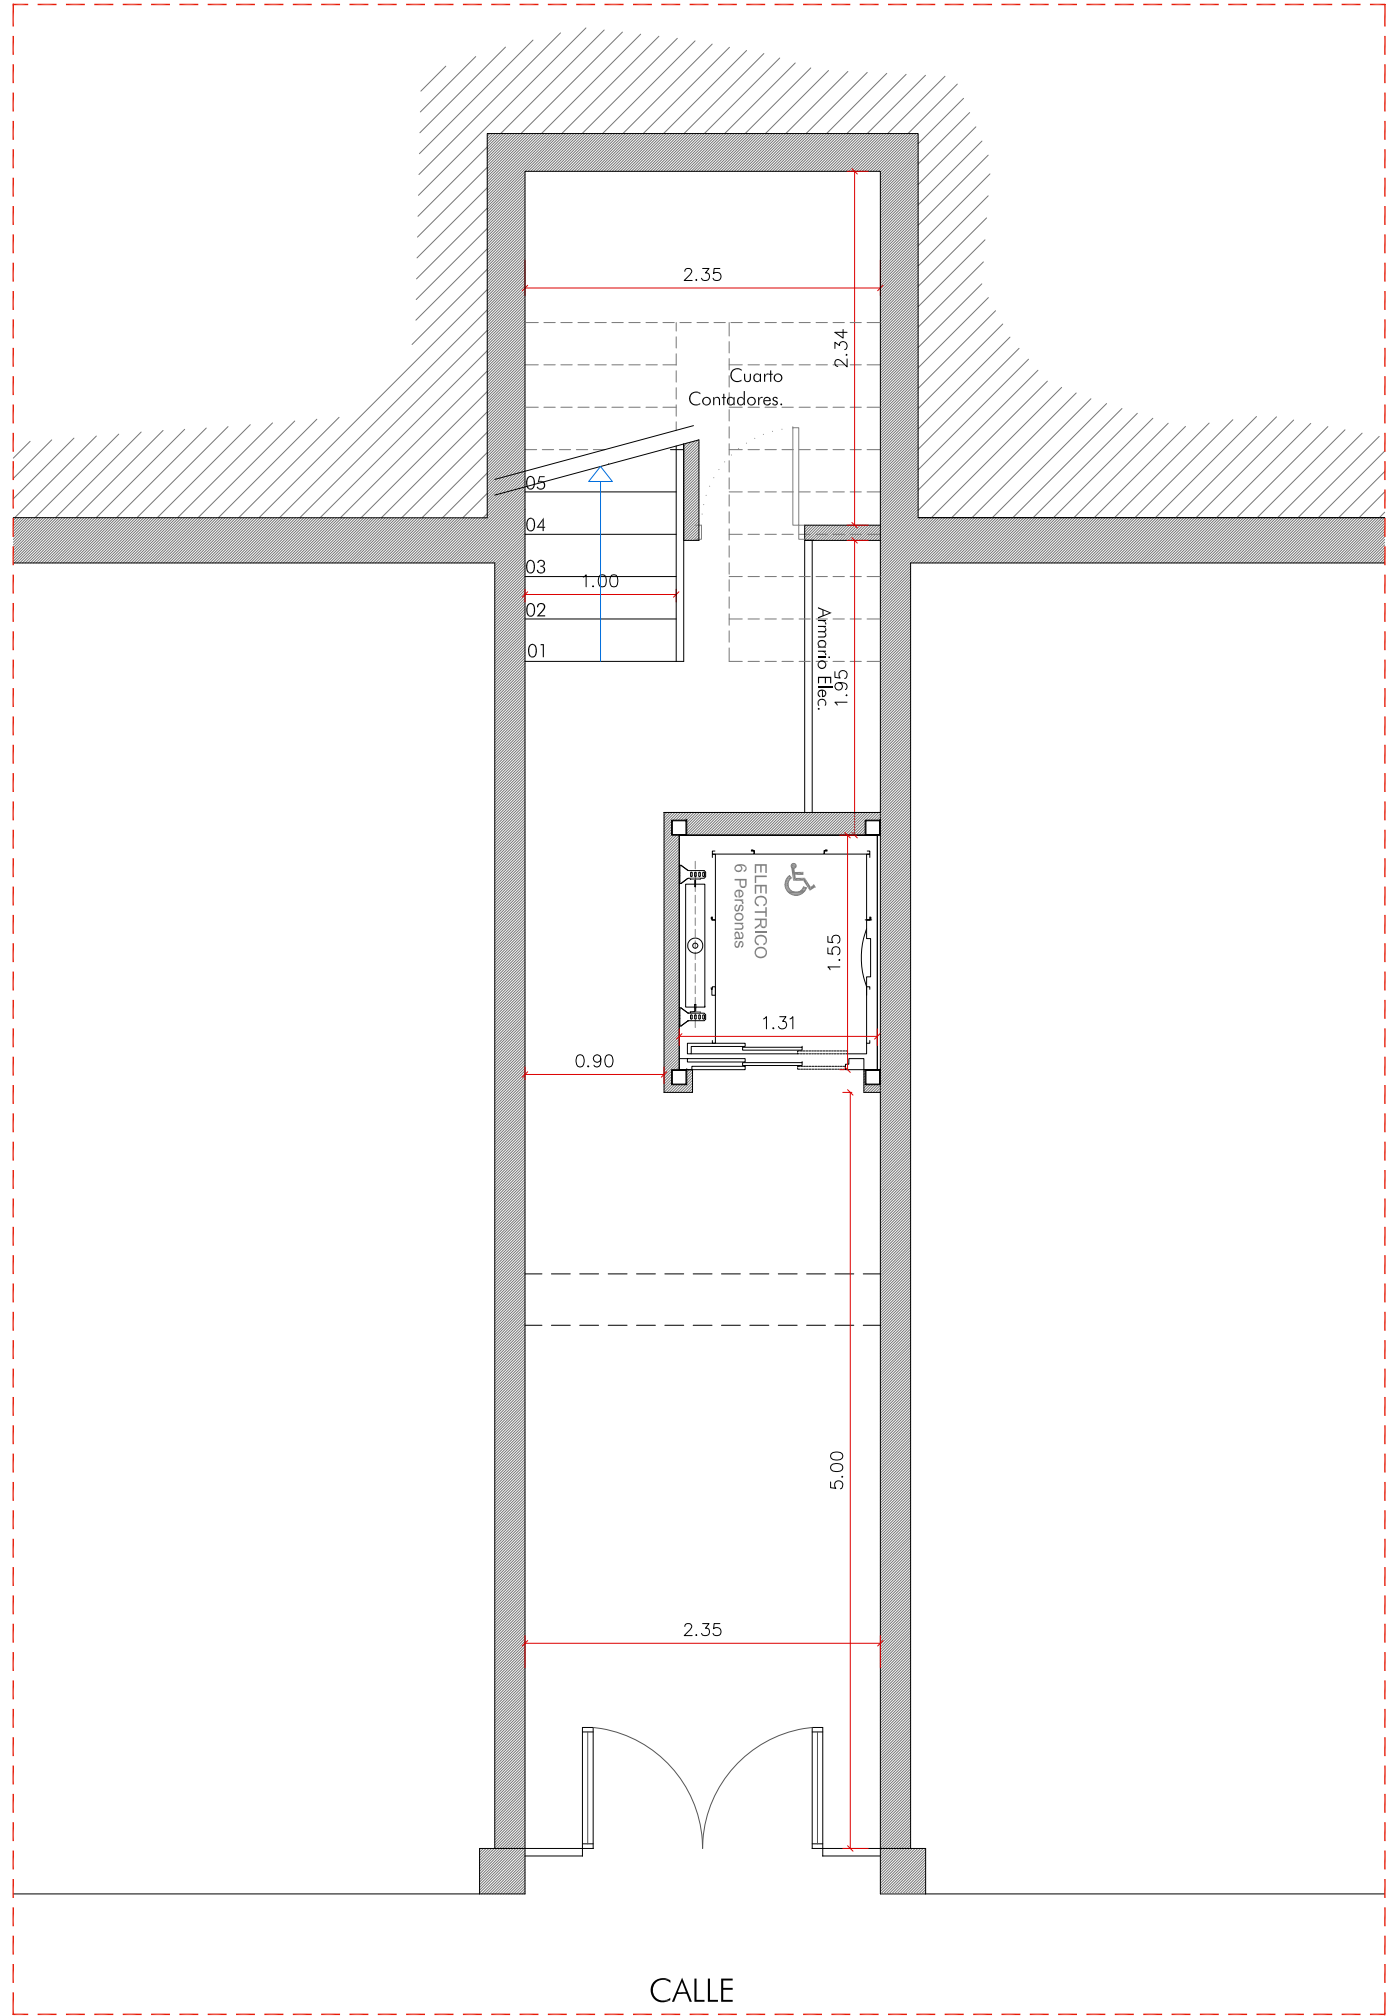 2.35
2.34
Cuarto
Contadores.
05
04
03
1.00
02
01
Armario Elec.
1.95
ELECTRICO
6 Personas
1.55
1.31
0.90
5.00
2.35
CALLE